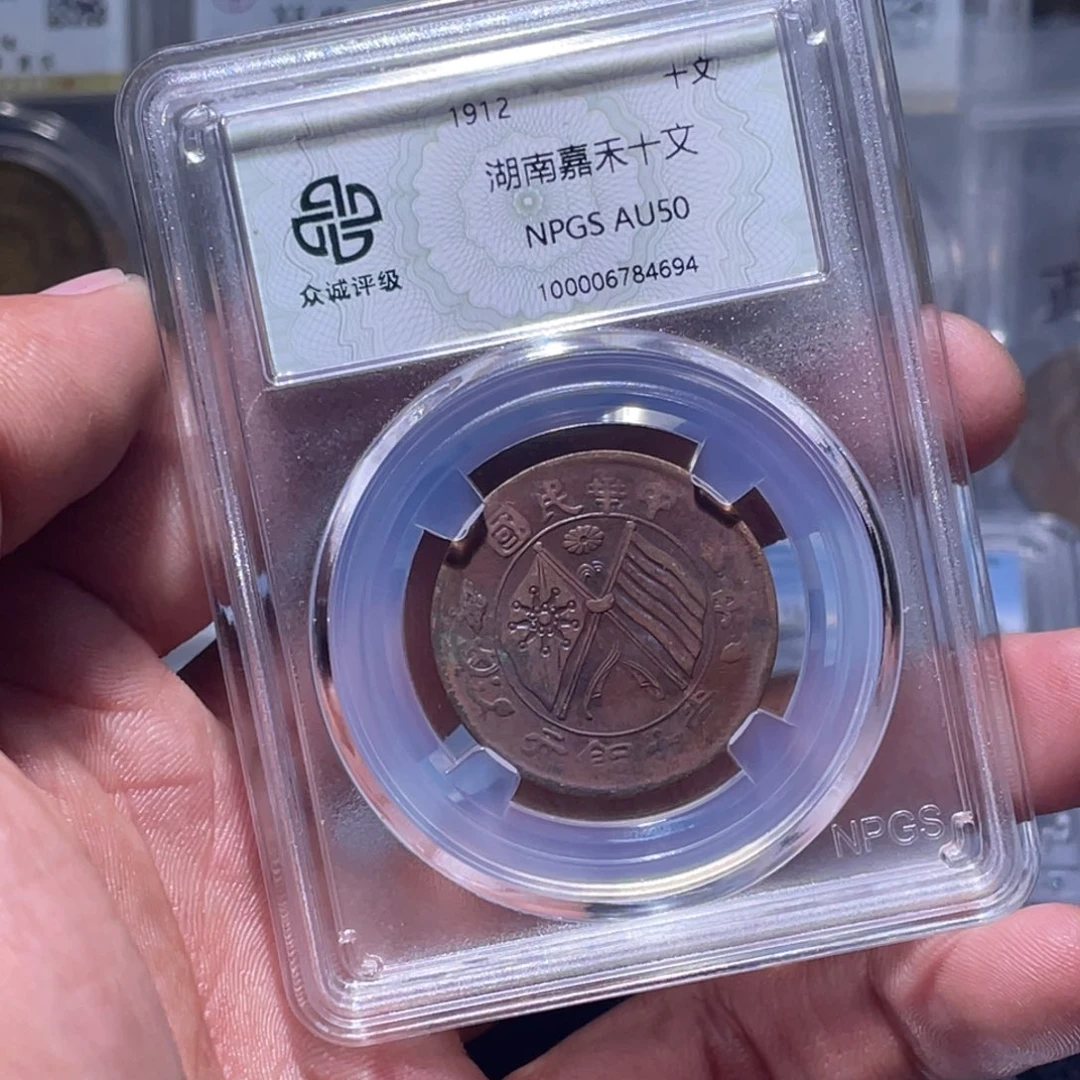 1912 十文
湖南嘉禾十文
NPGS AU50
众诚评级
100006784694
國民華中
NPGS